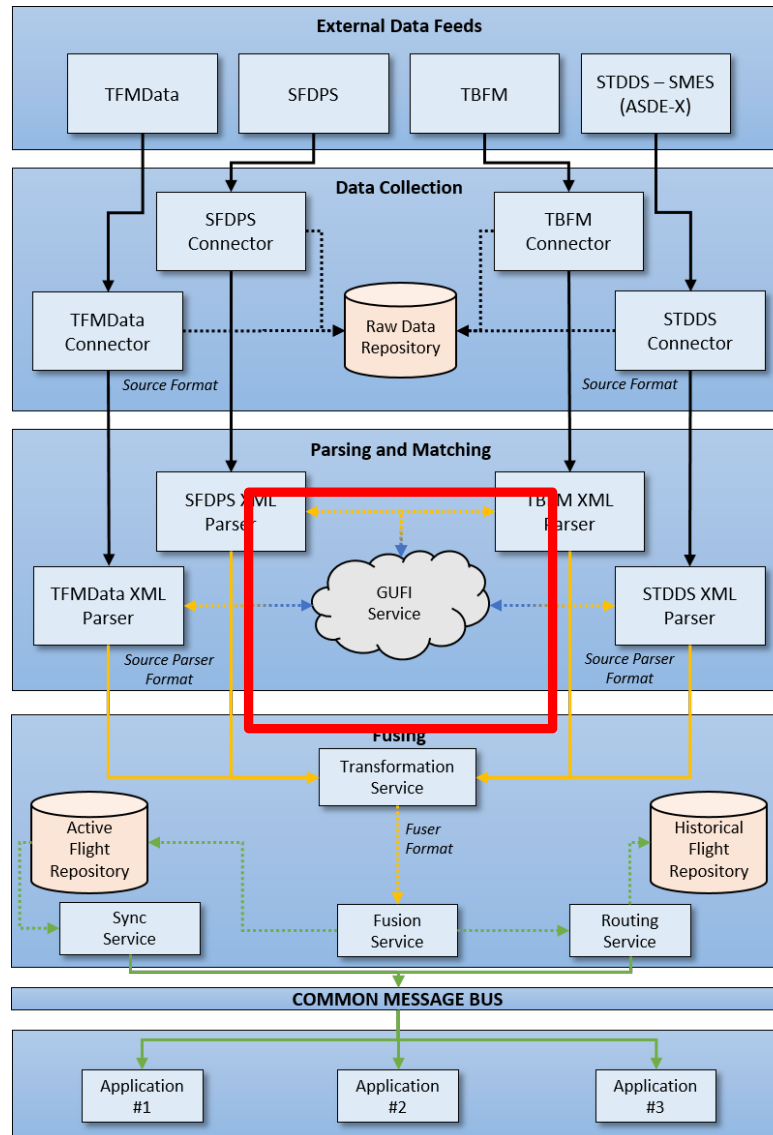 External Data Feeds
TFMData
SFDPS
TBFM
STDDS – SMES
(ASDE-X)
Data Collection
SFDPS
Connector
TBFM
Connector
TFMData
Connector
Raw Data
Repository
STDDS
Connector
Source Format
Source Format
Parsing and Matching
SFDPS XML
Parser
TBFM XML
Parser
TFMData XML
Parser
GUFI
Service
STDDS XML
Parser
Source Parser
Format
Source Parser
Format
Fusing
Transformation
Service
Active
Flight
Repository
Fuser
Format
Historical
Flight
Repository
Sync
Service
Fusion
Service
Routing
Service
COMMON MESSAGE BUS
Application
#1
Application
#2
Application
#3